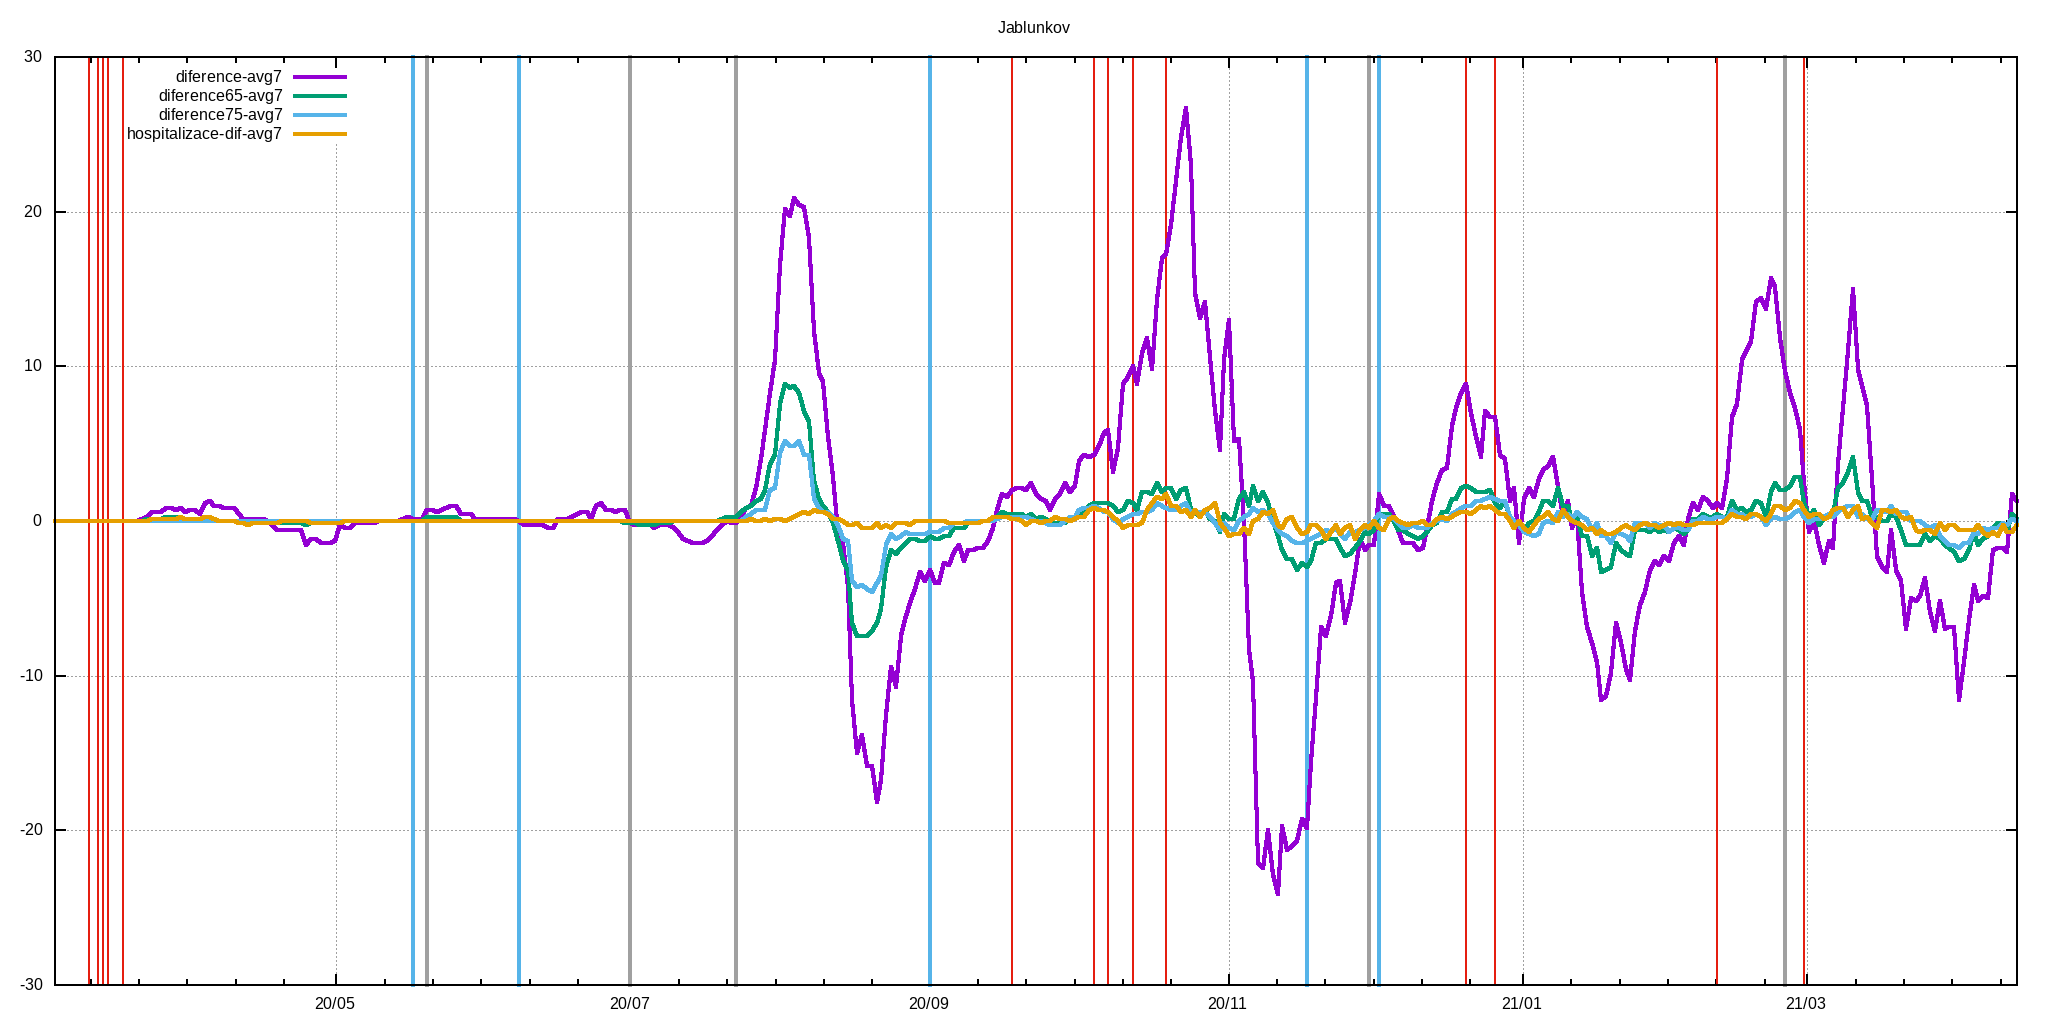 Jablunkov
30
20
10
0
-10
-20
-30
diference-avg7
diference65-avg7
diference75-avg7
hospitalizace-dif-avg7
20/05
20/07
20/09
20/11
21/01
21/03